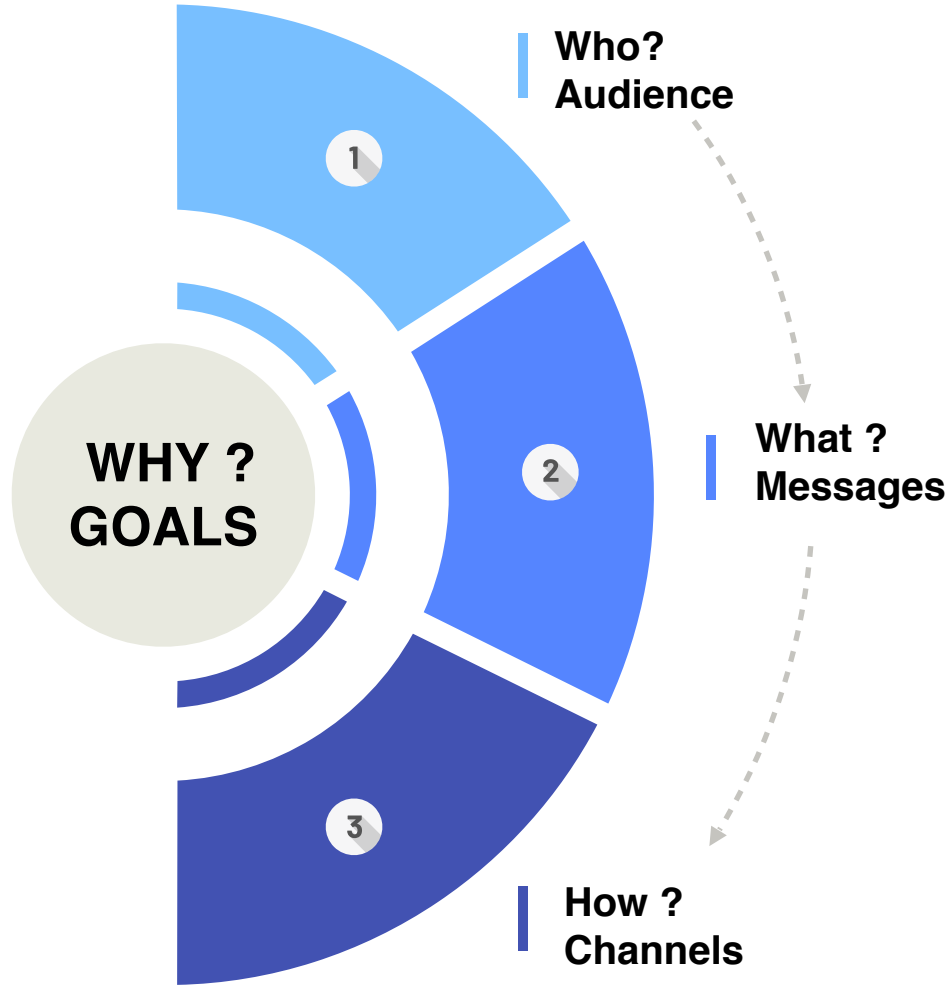 Who?
Audience
1
WHY ?
GOALS
2
What ?
Messages
3
How ?
Channels